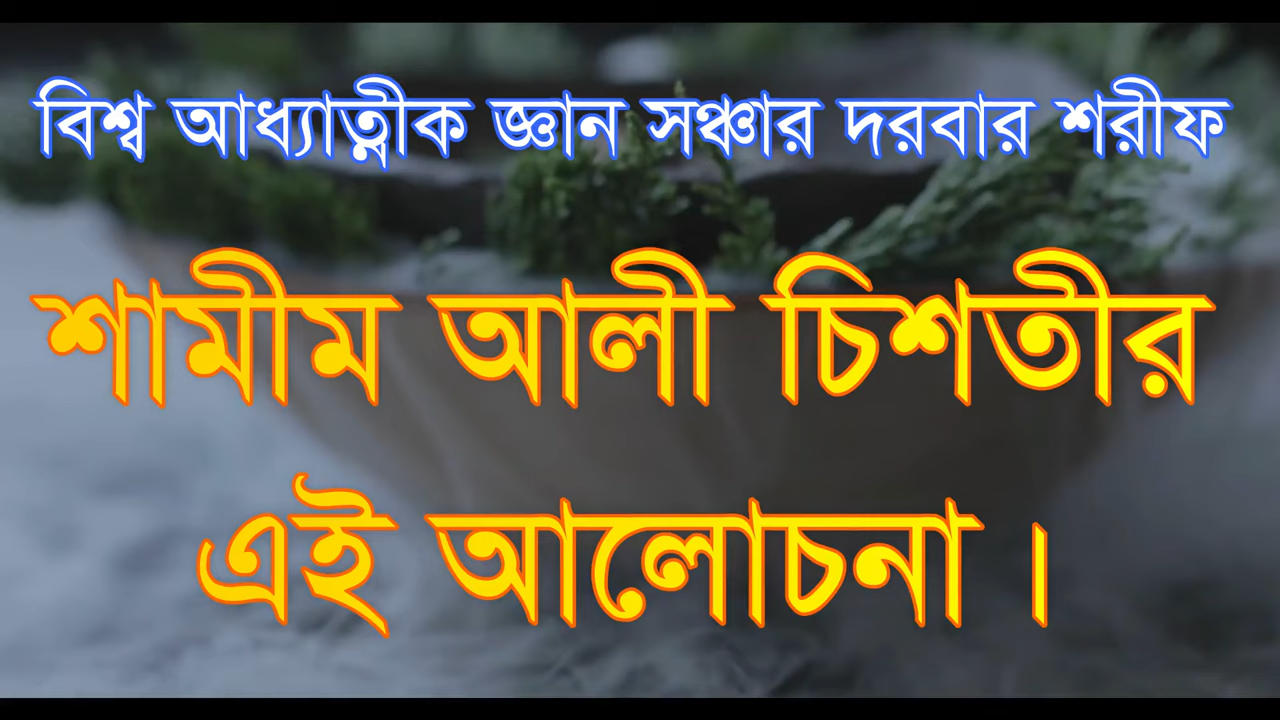 বিশ্ব আধ্যাত্নীক জ্ঞান সঞ্চার দরবার শরীফ
শামীম আলী চিশতীর
এই আলোচনা ।